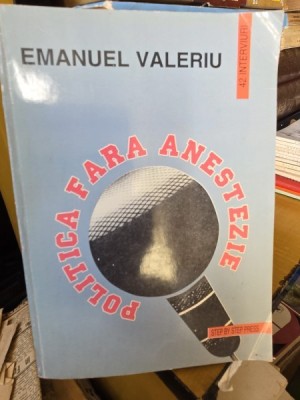 EMANUEL VALERIU
42 INTERVIURI
POLITICA FARA ANESTEZIE
STEP BY STEP PRESS